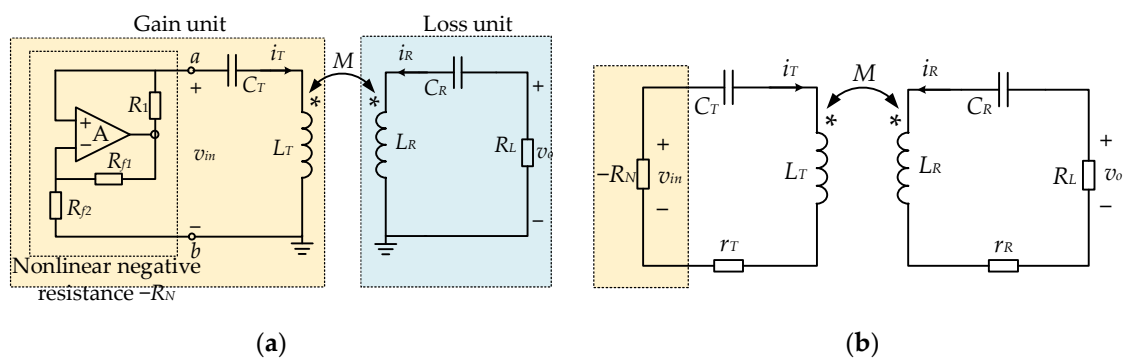 Gain unit
Loss unit
a
+
C_T
i_T
M
i_R
C_R
+
R_1
* *
+
A
−
v_in
L_T
L_R
R_L
v_o
R_f1
R_f2
−
b
−
Nonlinear negative
resistance −R_N
(a)
i_T
M
i_R
C_T
C_R
* *
−R_N
+
v_in
−
L_T
L_R
R_L
+
v_o
−
r_T
r_R
(b)